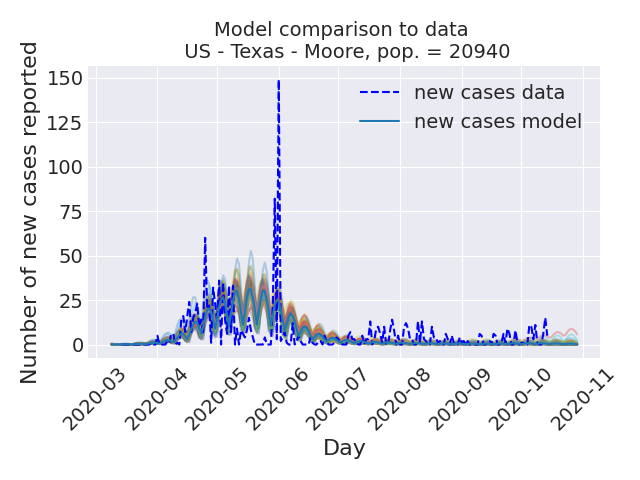 Model comparison to data
US - Texas - Moore, pop. = 20940
Number of new cases reported
150
125
100
75
50
25
0
new cases data
new cases model
2020-03
2020-04
2020-05
2020-06
2020-07
2020-08
2020-09
2020-10
2020-11
Day